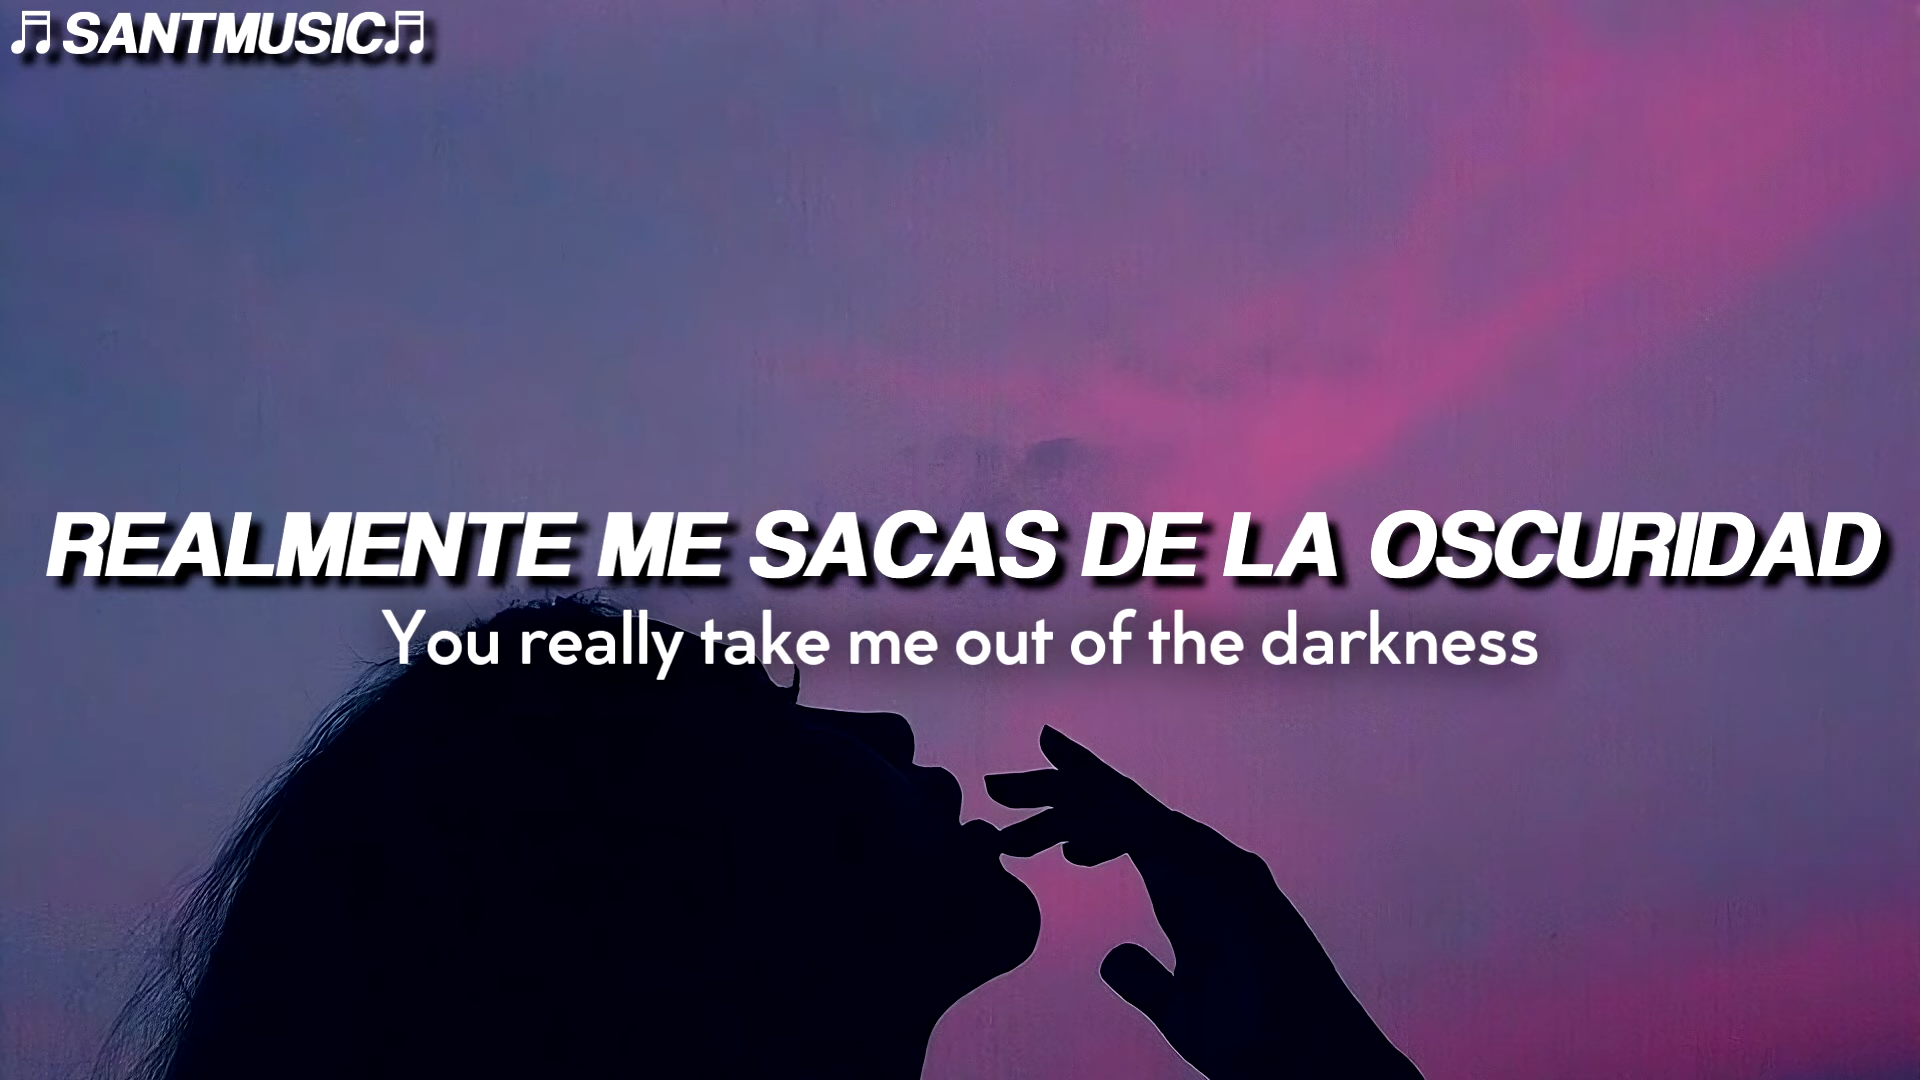 ♬SANTMUSIC♬
REALMENTE ME SACAS DE LA OSCURIDAD
You really take me out of the darkness